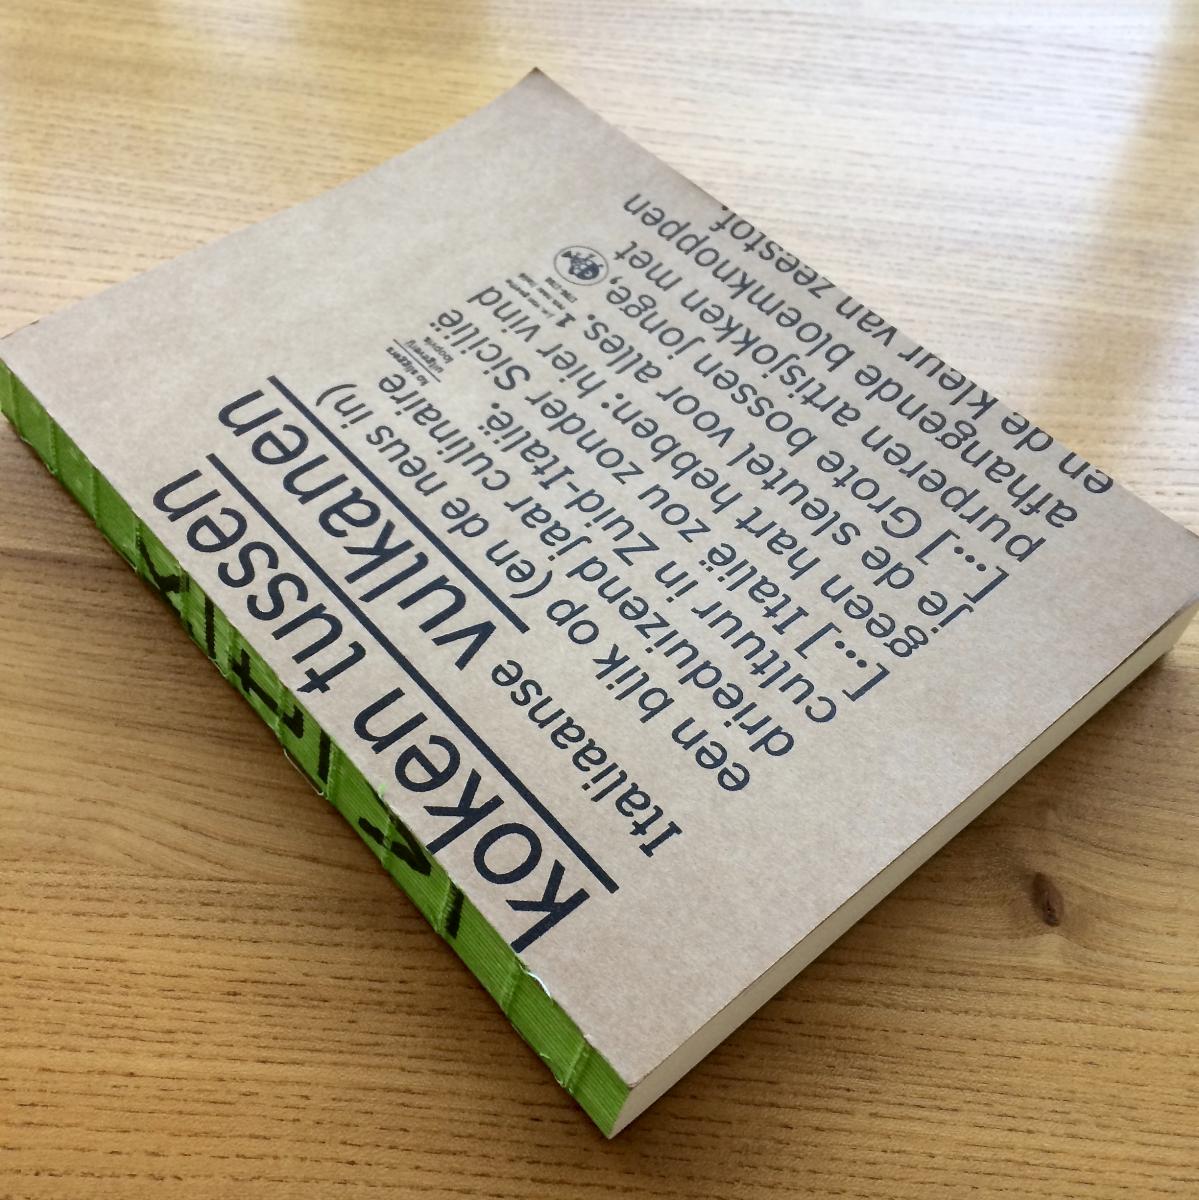 koken tussen
Italiaanse vulkanen
een blik op (en de neus in)
drieduizend jaar culinaire
cultuur in Zuid-Italië.
[...] Italië zou zonder Sicilië
geen hart hebben: hier vind
je de sleutel voor alles.
[...] Grote bossen jonge,
purperen artisjokken met
afhangende bloemknoppen
en de kleur van zeestof.